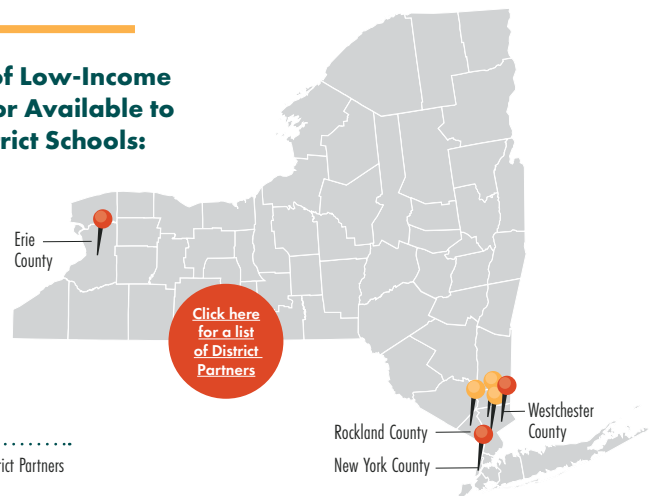 of Low-Income
or Available to
rict Schools:
Erie
County
Click here
for a list
of District
Partners
Westchester
County
Rockland County
New York County
rict Partners